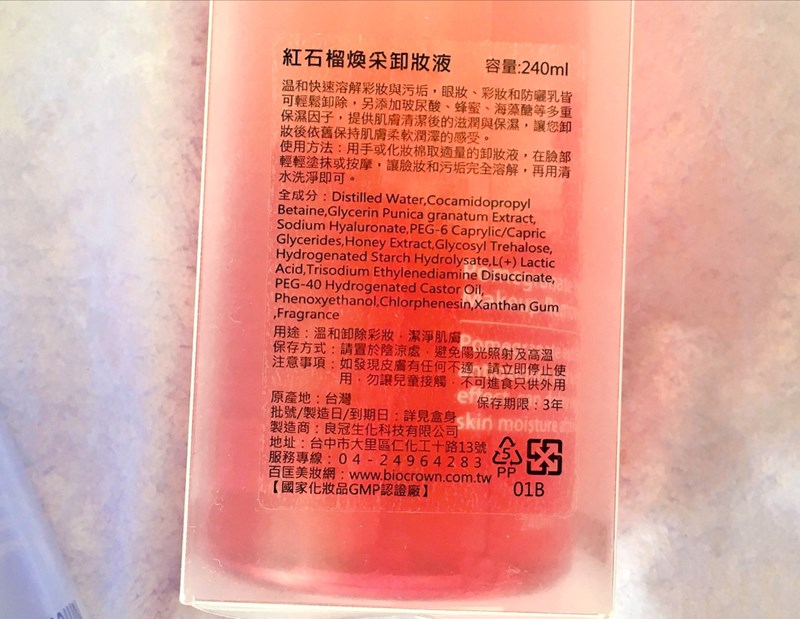 紅石榴煥采卸妝液 容量:240ml
温和快速溶解彩妝與污垢，眼妝、彩妝和防曬乳皆
可輕鬆卸除，另添加玻尿酸、蜂蜜、海藻醣等多重
保濕因子，提供肌膚清潔後的滋潤與保濕，讓您卸
妝後依舊保持肌膚柔軟潤澤的感受。
使用方法：用手或化妝棉取適量的卸妝液，在臉部
輕輕塗抹或按摩，讓臉妝和污垢完全溶解，再用清
水洗淨即可。
全成分：Distilled Water,Cocamidopropyl
Betaine,Glycerin Punica granatum Extract,
Sodium Hyaluronate,PEG-6 Caprylic/Capric
Glycerides,Honey Extract,Glycosyl Trehalose,
Hydrogenated Starch Hydrolysate,L(+) Lactic
Acid,Trisodium Ethylenediamine Disuccinate,
PEG-40 Hydrogenated Castor Oil,
Phenoxyethanol,Chlorphenesin,Xanthan Gum
,Fragrance
用途：溫和卸除彩妝，潔淨肌膚
保存方式：請置於陰涼處，避免陽光照射及高溫
注意事項：如發現皮膚有任何不適，請立即停止使
用，勿讓兒童接觸，不可進食只供外用
原產地：台灣 保存期限：3年
批號/製造日/到期日：詳見盒身
製造商：良冠生化科技有限公司
地址：台中市大里區仁化工十路13號
服務專線：04-24964283
百匡美妝網：www.biocrown.com.tw
【國家化妝品GMP認證廠】
5
PP
01B
skin moisture